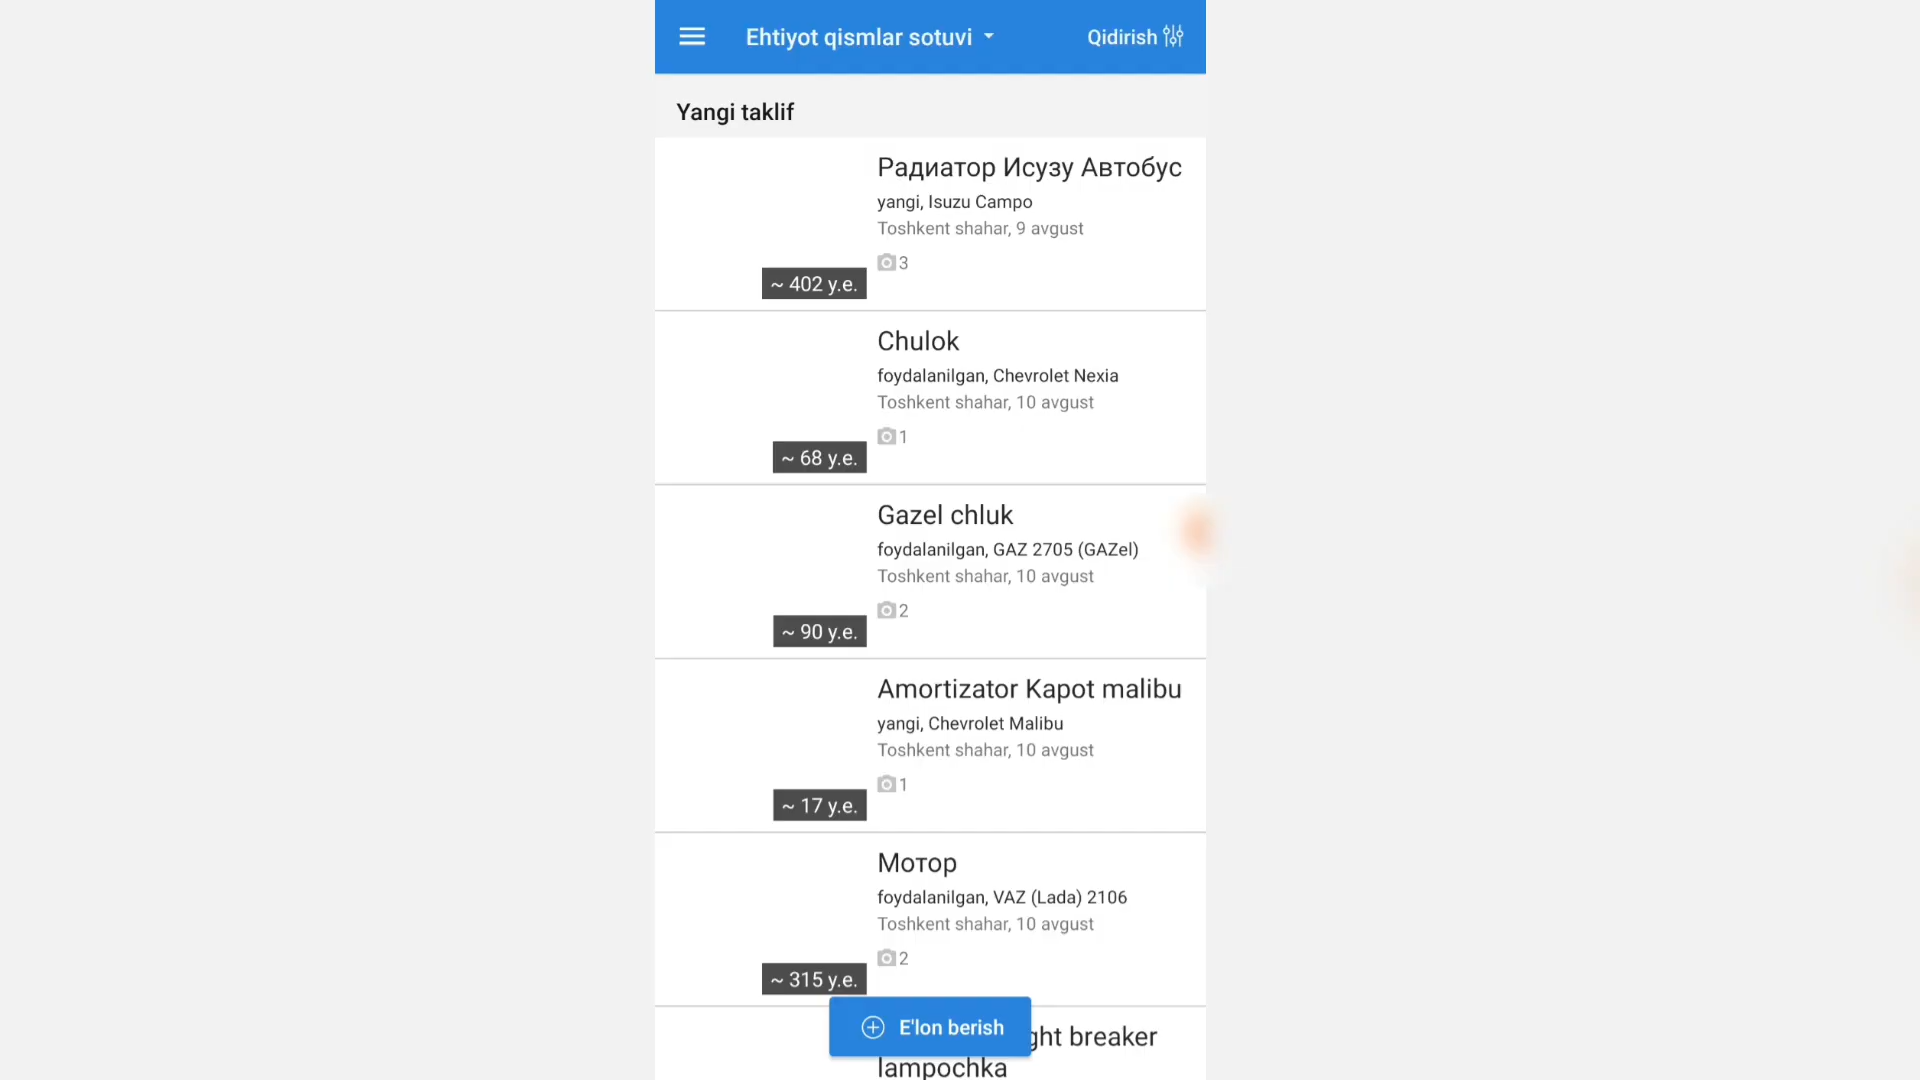 Ehtiyot qismlar sotuvi
Qidirish
Yangi taklif
Радиатор Исузу Автобус
yangi, Isuzu Campo
Toshkent shahar, 9 avgust
3
~ 402 y.e.
Chulok
foydalanilgan, Chevrolet Nexia
Toshkent shahar, 10 avgust
1
~ 68 y.e.
Gazel chluk
foydalanilgan, GAZ 2705 (GAZel)
Toshkent shahar, 10 avgust
2
~ 90 y.e.
Amortizator Kapot malibu
yangi, Chevrolet Malibu
Toshkent shahar, 10 avgust
1
~ 17 y.e.
Мотор
foydalanilgan, VAZ (Lada) 2106
Toshkent shahar, 10 avgust
2
~ 315 y.e.
E'lon berish
breaker
lampochka